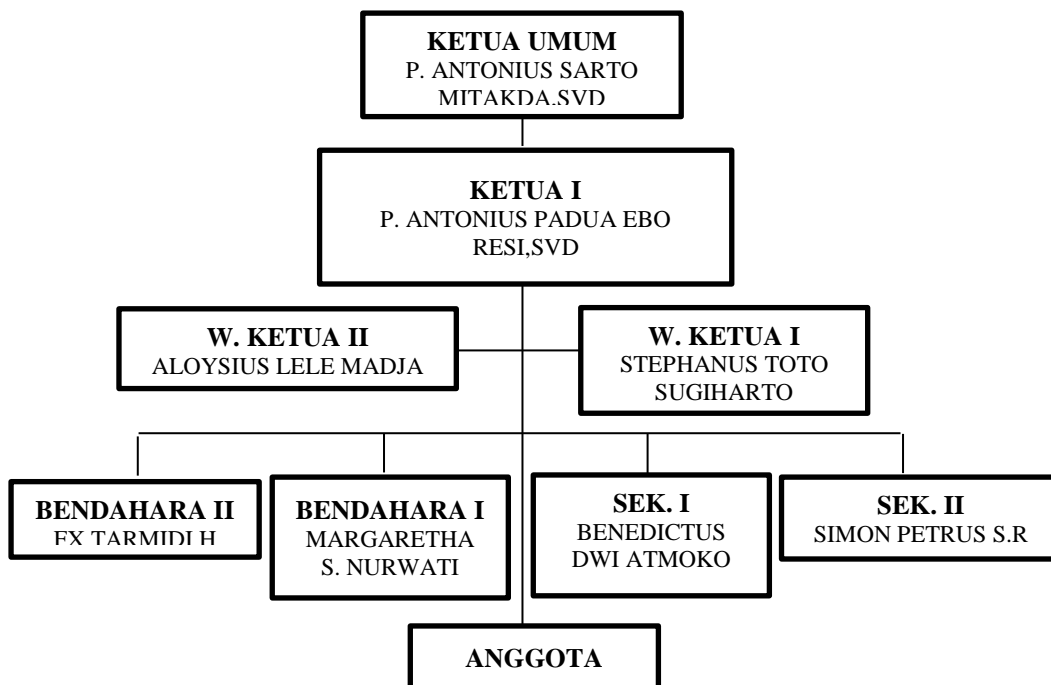 KETUA UMUM
P. ANTONIUS SARTO
MITAKDA,SVD
KETUA I
P. ANTONIUS PADUA EBO
RESI,SVD
W. KETUA II
ALOYSIUS LELE MADJA
W. KETUA I
STEPHANUS TOTO
SUGIHARTO
BENDAHARA II
FX TARMIDI H
BENDAHARA I
MARGARETHA
S. NURWATI
SEK. I
BENEDICTUS
DWI ATMOKO
SEK. II
SIMON PETRUS S.R
ANGGOTA